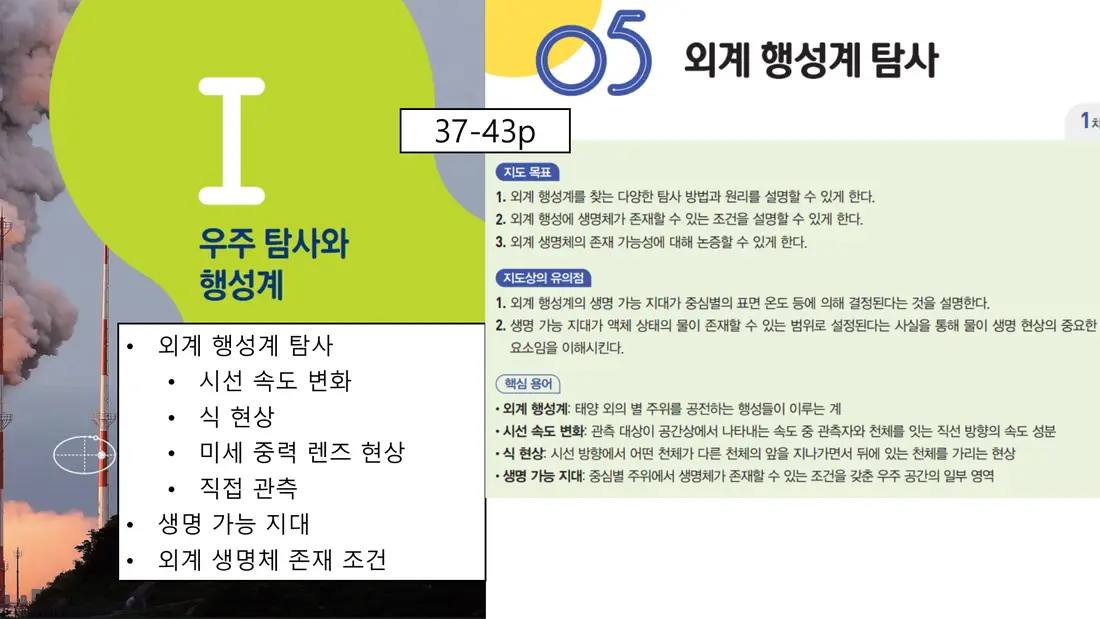 I
우주 탐사와
행성계
• 외계 행성계 탐사
• 시선 속도 변화
• 식 현상
• 미세 중력 렌즈 현상
• 직접 관측
• 생명 가능 지대
• 외계 생명체 존재 조건
37-43p
05 외계 행성계 탐사
1차
지도 목표
1. 외계 행성계를 찾는 다양한 탐사 방법과 원리를 설명할 수 있게 한다.
2. 외계 행성에 생명체가 존재할 수 있는 조건을 설명할 수 있게 한다.
3. 외계 생명체의 존재 가능성에 대해 논증할 수 있게 한다.
지도상의 유의점
1. 외계 행성계의 생명 가능 지대가 중심별의 표면 온도 등에 의해 결정된다는 것을 설명한다.
2. 생명 가능 지대가 액체 상태의 물이 존재할 수 있는 범위로 설정된다는 사실을 통해 물이 생명 현상의 중요한
요소임을 이해시킨다.
핵심 용어
• 외계 행성계: 태양 외의 별 주위를 공전하는 행성들이 이루는 계
• 시선 속도 변화: 관측 대상이 공간상에서 나타내는 속도 중 관측자와 천체를 잇는 직선 방향의 속도 성분
• 식 현상: 시선 방향에서 어떤 천체가 다른 천체의 앞을 지나가면서 뒤에 있는 천체를 가리는 현상
• 생명 가능 지대: 중심별 주위에서 생명체가 존재할 수 있는 조건을 갖춘 우주 공간의 일부 영역